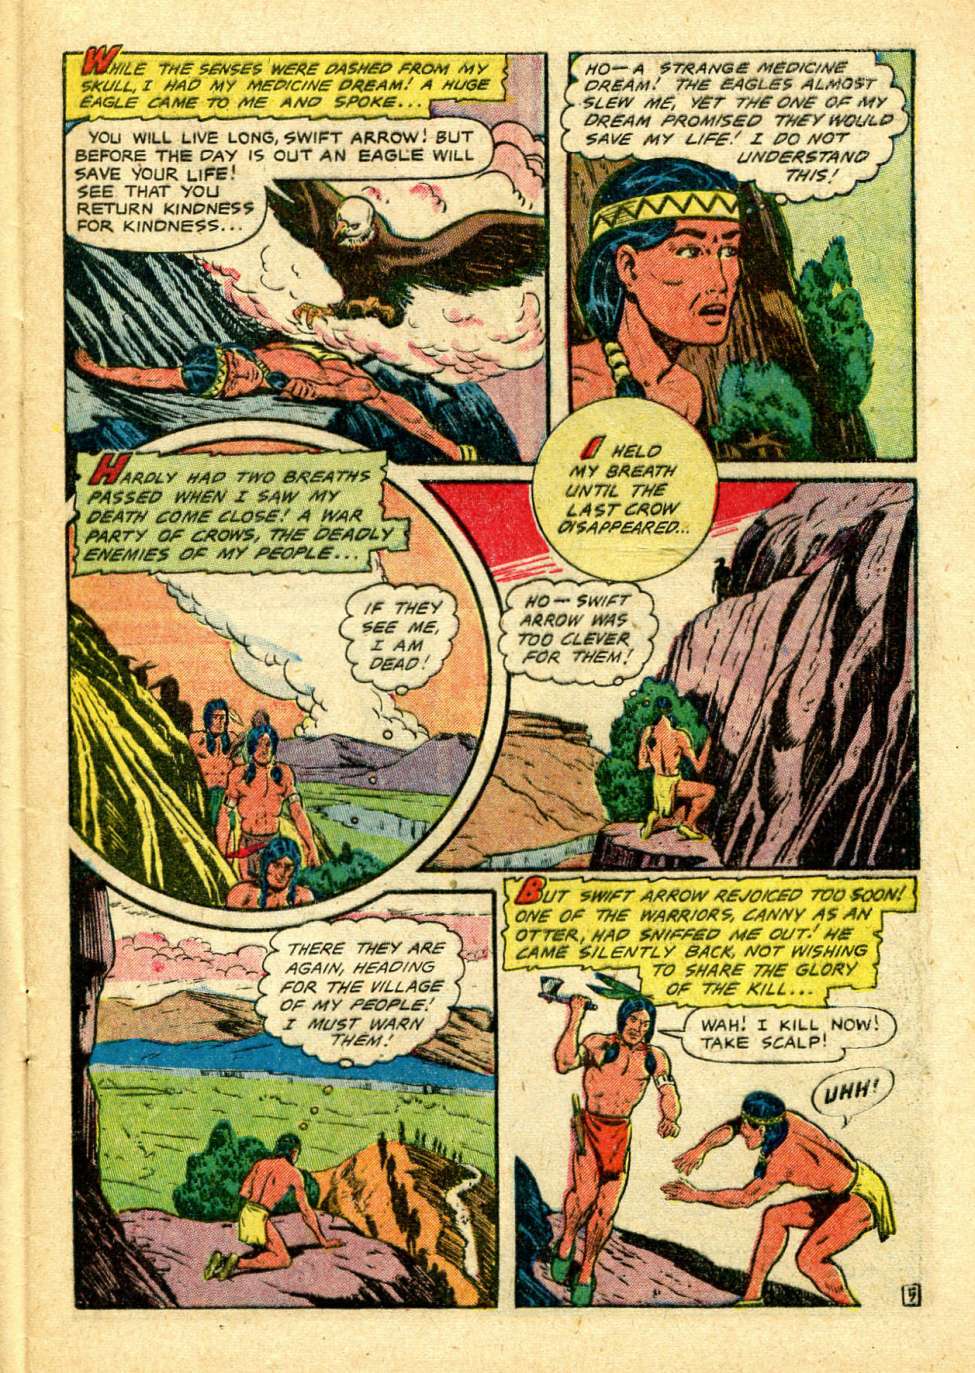 WHILE THE SENSES WERE DASHED FROM MY
SKULL, I HAD MY MEDICINE DREAM! A HUGE
EAGLE CAME TO ME AND SPOKE...
YOU WILL LIVE LONG, SWIFT ARROW! BUT
BEFORE THE DAY IS OUT AN EAGLE WILL
SAVE YOUR LIFE!
SEE THAT YOU
RETURN KINDNESS
FOR KINDNESS...
HO—A STRANGE MEDICINE
DREAM! THE EAGLES ALMOST
SLEW ME, YET THE ONE OF MY
DREAM PROMISED THEY WOULD
SAVE MY LIFE! I DO NOT
UNDERSTAND
THIS!
HARDLY HAD TWO BREATHS
PASSED WHEN I SAW MY
DEATH COME CLOSE! A WAR
PARTY OF CROWS, THE DEADLY
ENEMIES OF MY PEOPLE...
IF THEY
SEE ME,
I AM
DEAD!
I HELD
MY BREATH
UNTIL THE
LAST CROW
DISAPPEARED...
HO—SWIFT
ARROW WAS
TOO CLEVER
FOR THEM!
THERE THEY ARE
AGAIN, HEADING
FOR THE VILLAGE
OF MY PEOPLE!
I MUST WARN
THEM!
BUT SWIFT ARROW REJOICED TOO SOON!
ONE OF THE WARRIORS, CANNY AS AN
OTTER, HAD SNIFFED ME OUT! HE
CAME SILENTLY BACK, NOT WISHING
TO SHARE THE GLORY
OF THE KILL...
WAH! I KILL NOW!
TAKE SCALP!
UHH!
5